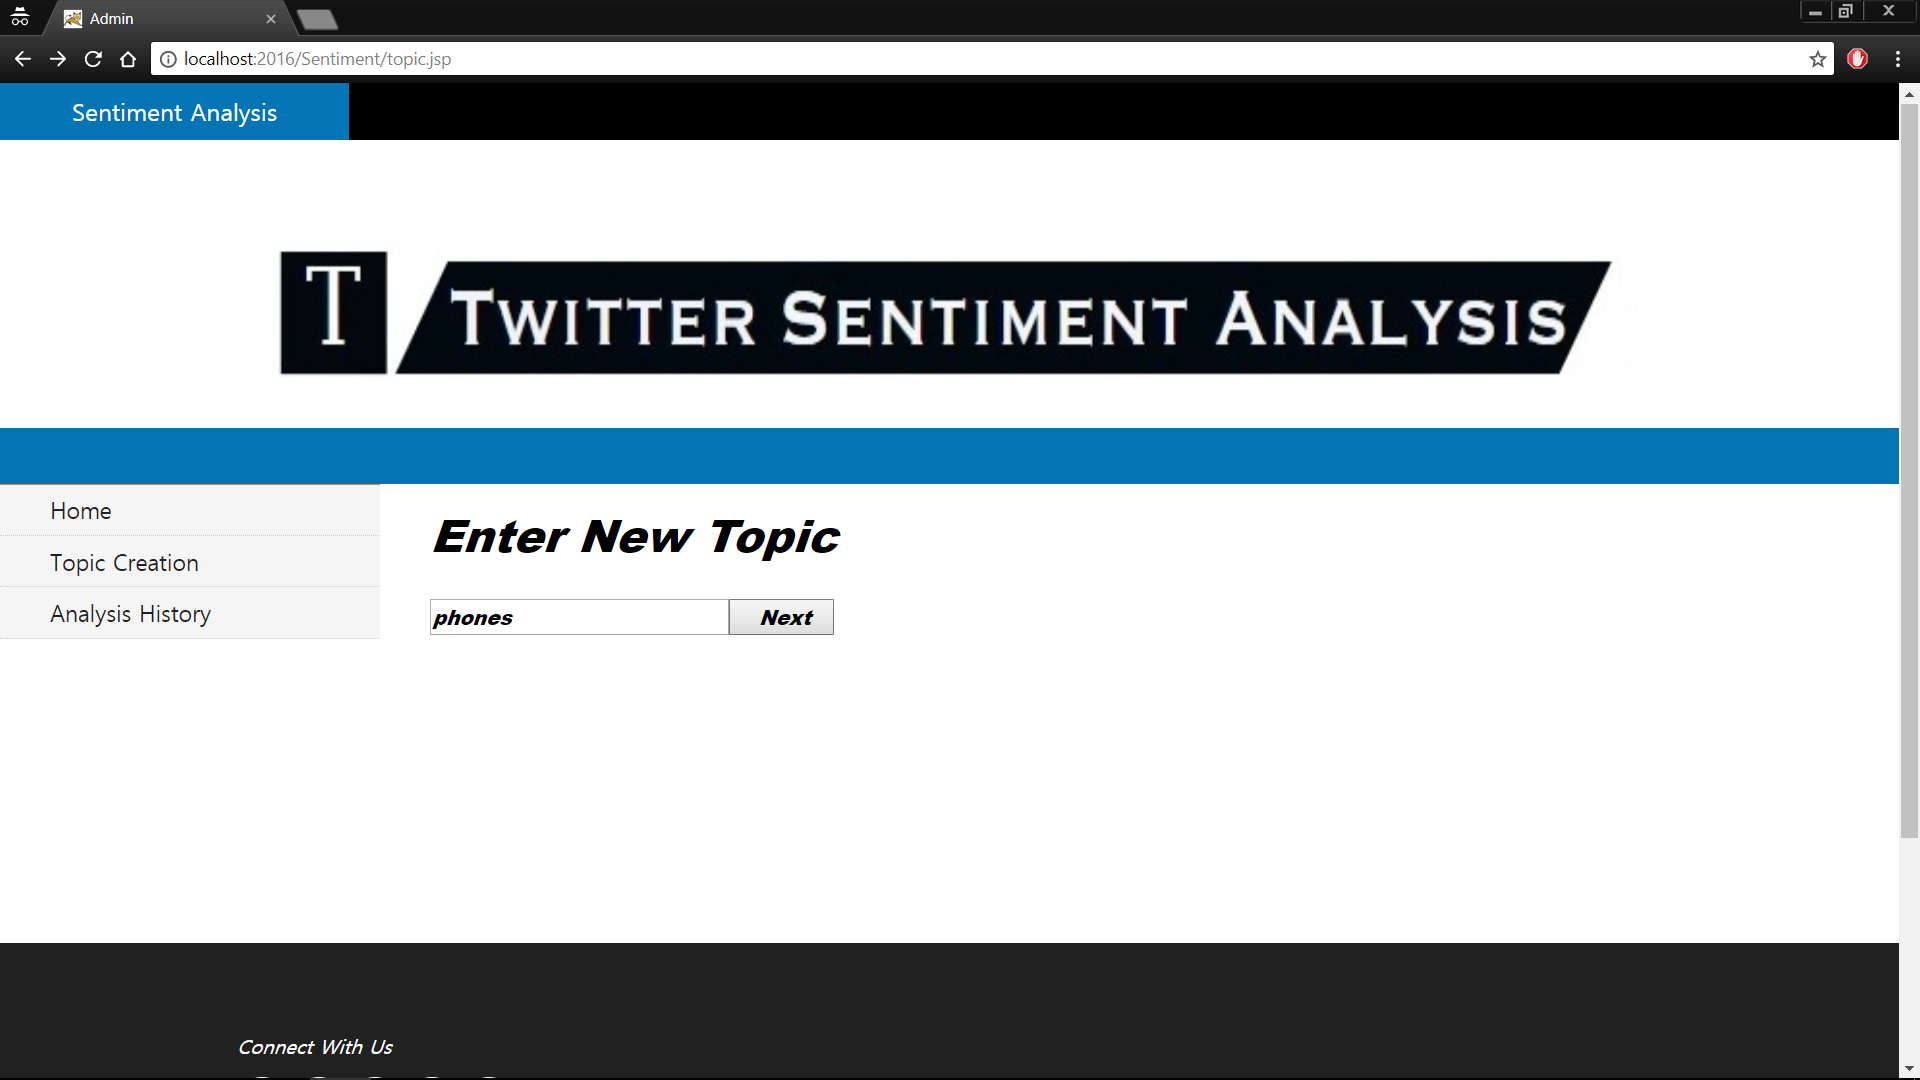 Admin
localhost:2016/Sentiment/topic.jsp
Sentiment Analysis
T TWITTER SENTIMENT ANALYSIS
Home
Topic Creation
Analysis History
Enter New Topic
phones Next
Connect With Us